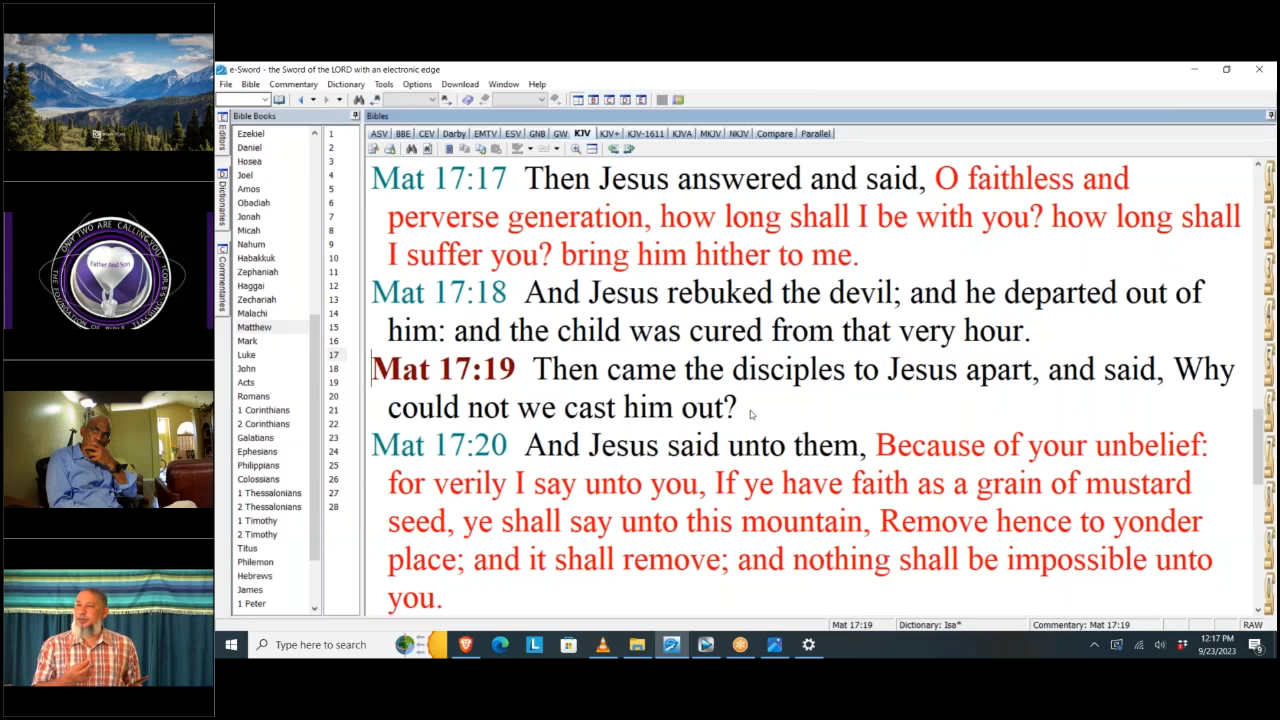 e-Sword - the Sword of the LORD with an electronic edge
File Bible Commentary Dictionary Tools Options Download Window Help
Bible Books
Bibles
Editors
Dictionaries
Commentaries
ASV BBE CEV Darby EMTV ESV GNB GW KJV KJV+ KJV-1611 KJVA MKJV NKJV Compare Parallel
Ezekiel 1
Daniel 2
Hosea 3
Joel 4
Amos 5
Obadiah 6
Jonah 7
Micah 8
Nahum 9
Habakkuk 10
Zephaniah 11
Haggai 12
Zechariah 13
Malachi 14
Matthew 15
Mark 16
Luke 17
John 18
Acts 19
Romans 20
1 Corinthians 21
2 Corinthians 22
Galatians 23
Ephesians 24
Philippians 25
Colossians 26
1 Thessalonians 27
2 Thessalonians 28
1 Timothy
2 Timothy
Titus
Philemon
Hebrews
James
1 Peter
Mat 17:17 Then Jesus answered and said, O faithless and
perverse generation, how long shall I be with you? how long shall
I suffer you? bring him hither to me.
Mat 17:18 And Jesus rebuked the devil; and he departed out of
him: and the child was cured from that very hour.
Mat 17:19 Then came the disciples to Jesus apart, and said, Why
could not we cast him out?
Mat 17:20 And Jesus said unto them, Because of your unbelief:
for verily I say unto you, If ye have faith as a grain of mustard
seed, ye shall say unto this mountain, Remove hence to yonder
place; and it shall remove; and nothing shall be impossible unto
you.
Mat 17:19 Dictionary: Isa* Commentary: Mat 17:19 RAW
Type here to search
12:17 PM
9/23/2023
ONLY TWO ARE CALLING YOU
Father And Son
THE FOUNDATION OF BIBLE TEACHING